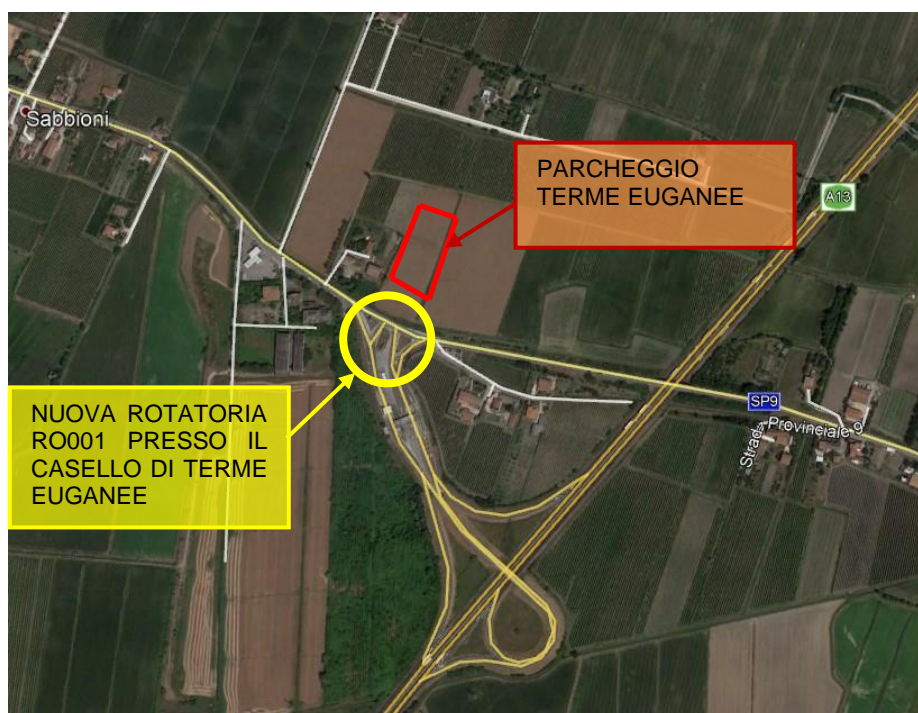 Sabbioni
PARCHEGGIO
TERME EUGANEE
A13
NUOVA ROTATORIA
RO001 PRESSO IL
CASELLO DI TERME
EUGANEE
SP9
Strada Provinciale 9